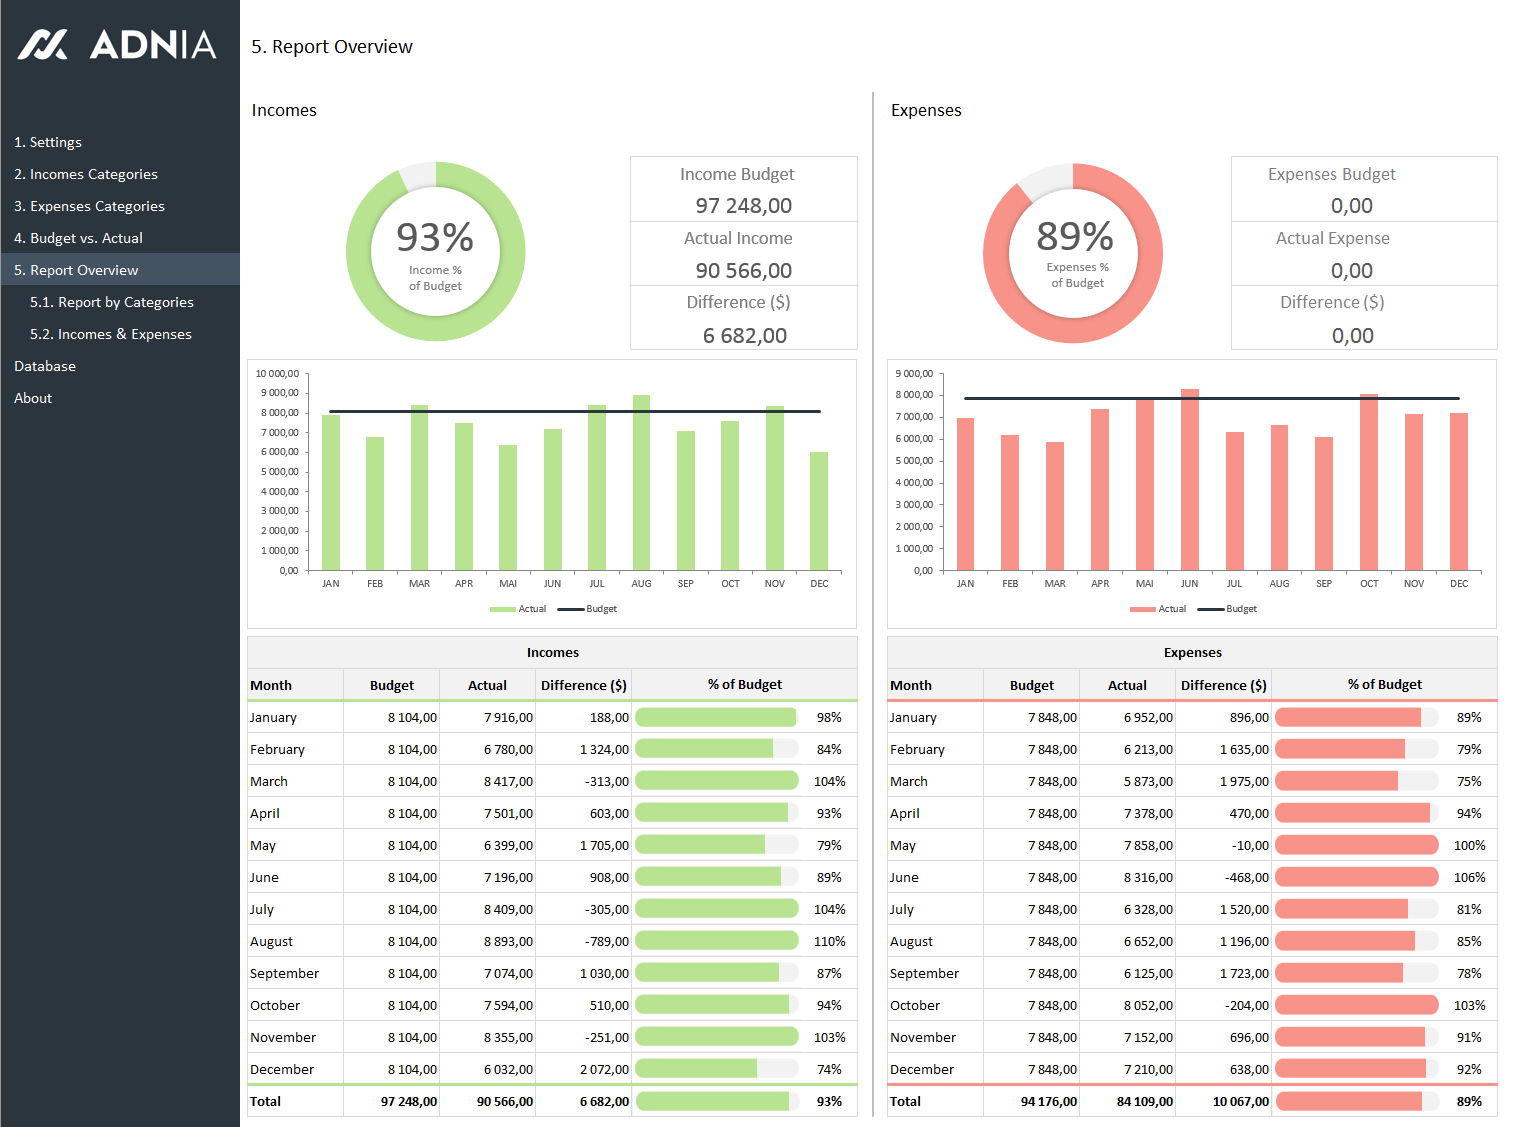 ADNIA
1. Settings
2. Incomes Categories
3. Expenses Categories
4. Budget vs. Actual
5. Report Overview
5.1. Report by Categories
5.2. Incomes & Expenses
Database
About
5. Report Overview
Incomes
93%
Income %
of Budget
Income Budget
97 248,00
Actual Income
90 566,00
Difference ($)
6 682,00
10 000,00
9 000,00
8 000,00
7 000,00
6 000,00
5 000,00
4 000,00
3 000,00
2 000,00
1 000,00
0,00
JAN FEB MAR APR MAI JUN JUL AUG SEP OCT NOV DEC
Actual Budget
Incomes
Month Budget Actual Difference ($) % of Budget
January 8 104,00 7 916,00 188,00 98%
February 8 104,00 6 780,00 1 324,00 84%
March 8 104,00 8 417,00 -313,00 104%
April 8 104,00 7 501,00 603,00 93%
May 8 104,00 6 399,00 1 705,00 79%
June 8 104,00 7 196,00 908,00 89%
July 8 104,00 8 409,00 -305,00 104%
August 8 104,00 8 893,00 -789,00 110%
September 8 104,00 7 074,00 1 030,00 87%
October 8 104,00 7 594,00 510,00 94%
November 8 104,00 8 355,00 -251,00 103%
December 8 104,00 6 032,00 2 072,00 74%
Total 97 248,00 90 566,00 6 682,00 93%
Expenses
89%
Expenses %
of Budget
Expenses Budget
0,00
Actual Expense
0,00
Difference ($)
0,00
9 000,00
8 000,00
7 000,00
6 000,00
5 000,00
4 000,00
3 000,00
2 000,00
1 000,00
0,00
JAN FEB MAR APR MAI JUN JUL AUG SEP OCT NOV DEC
Actual Budget
Expenses
Month Budget Actual Difference ($) % of Budget
January 7 848,00 6 952,00 896,00 89%
February 7 848,00 6 213,00 1 635,00 79%
March 7 848,00 5 873,00 1 975,00 75%
April 7 848,00 7 378,00 470,00 94%
May 7 848,00 7 858,00 -10,00 100%
June 7 848,00 8 316,00 -468,00 106%
July 7 848,00 6 328,00 1 520,00 81%
August 7 848,00 6 652,00 1 196,00 85%
September 7 848,00 6 125,00 1 723,00 78%
October 7 848,00 8 052,00 -204,00 103%
November 7 848,00 7 152,00 696,00 91%
December 7 848,00 7 210,00 638,00 92%
Total 94 176,00 84 109,00 10 067,00 89%